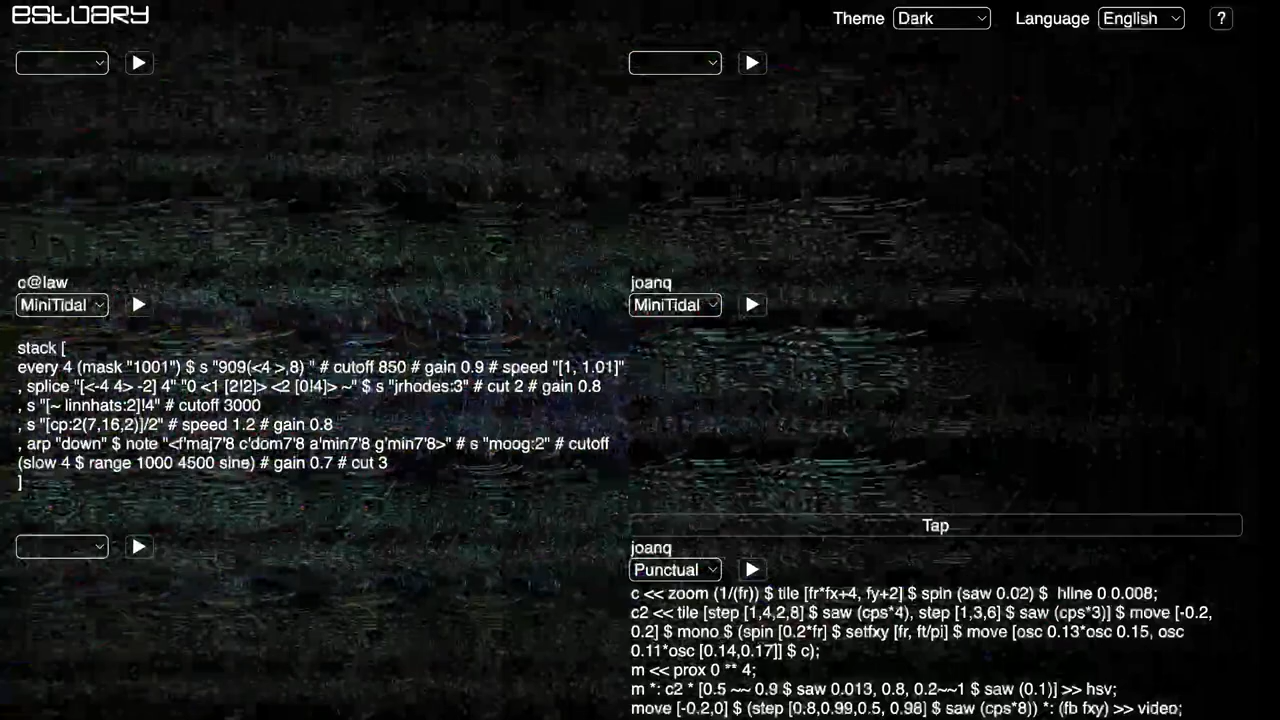 estuary
Theme Dark Language English ?
c@law
MiniTidal
stack [
every 4 (mask "1001") $ s "909(<4 >,8) " # cutoff 850 # gain 0.9 # speed "[1, 1.01]"
, splice "[<-4 4> -2] 4" "0 <1 [2!2]> <2 [0!4]> ~" $ s "jrhodes:3" # cut 2 # gain 0.8
, s "[~ linnhats:2]!4" # cutoff 3000
, s "[cp:2(7,16,2)]/2" # speed 1.2 # gain 0.8
, arp "down" $ note "<f'maj7'8 c'dom7'8 a'min7'8 g'min7'8>" # s "moog:2" # cutoff
(slow 4 $ range 1000 4500 sine) # gain 0.7 # cut 3
]
joanq
MiniTidal
Tap
joanq
Punctual
c << zoom (1/(fr)) $ tile [fr*fx+4, fy+2] $ spin (saw 0.02) $  hline 0 0.008;
c2 << tile [step [1,4,2,8] $ saw (cps*4), step [1,3,6] $ saw (cps*3)] $ move [-0.2,
0.2] $ mono $ (spin [0.2*fr] $ setfxy [fr, ft/pi] $ move [osc 0.13*osc 0.15, osc
0.11*osc [0.14,0.17]] $ c);
m << prox 0 ** 4;
m *: c2 * [0.5 ~~ 0.9 $ saw 0.013, 0.8, 0.2~~1 $ saw (0.1)] >> hsv;
move [-0.2,0] $ (step [0.8,0.99,0.5, 0.98] $ saw (cps*8)) *: (fb fxy) >> video;